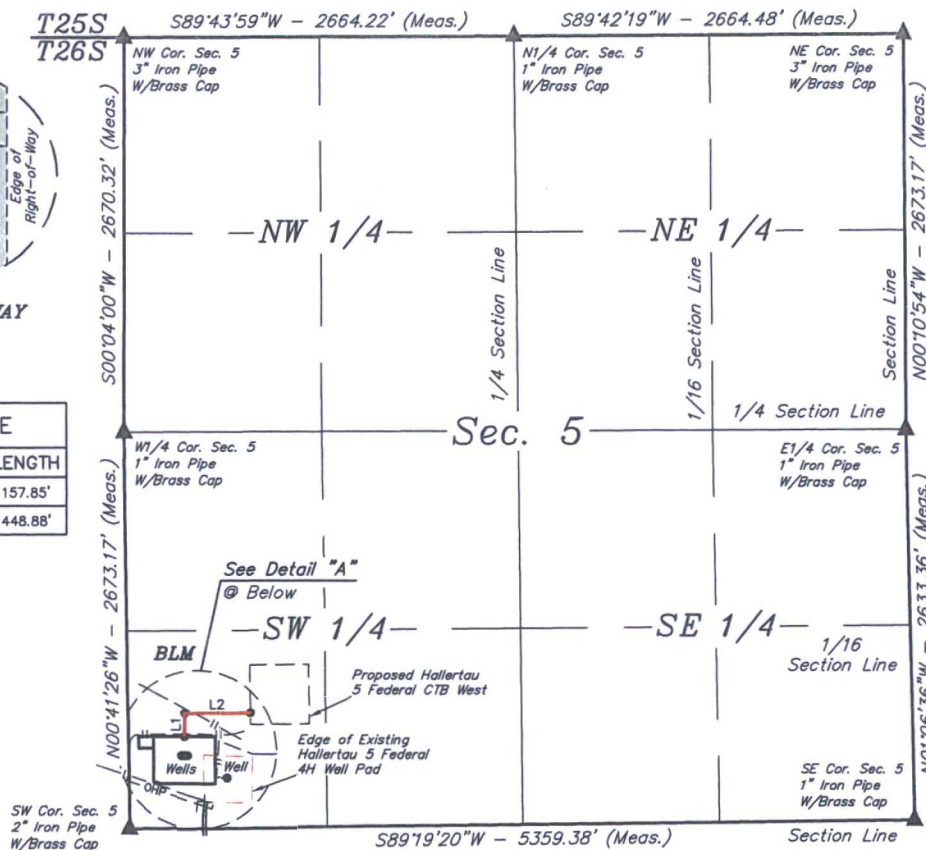 T25S
T26S
S89°43'59"W – 2664.22' (Meas.)
S89°42'19"W – 2664.48' (Meas.)
NW Cor. Sec. 5
3" Iron Pipe
W/Brass Cap
N1/4 Cor. Sec. 5
1" Iron Pipe
W/Brass Cap
NE Cor. Sec. 5
3" Iron Pipe
W/Brass Cap
Edge of
Right-of-Way
S00°04'00"W – 2670.32' (Meas.)
NW 1/4
NE 1/4
1/4 Section Line
1/16 Section Line
Section Line
N00°10'54"W – 2673.17' (Meas.)
LENGTH
157.85'
448.88'
1/4 Section Line
Sec. 5
W1/4 Cor. Sec. 5
1" Iron Pipe
W/Brass Cap
E1/4 Cor. Sec. 5
1" Iron Pipe
W/Brass Cap
N00°41'26"W – 2673.17' (Meas.)
See Detail "A"
@ Below
SW 1/4
SE 1/4
BLM
1/16
Section Line
Proposed Hallertau
5 Federal CTB West
L1
L2
Wells
Well
OHP
Edge of Existing
Hallertau 5 Federal
4H Well Pad
SW Cor. Sec. 5
2" Iron Pipe
W/Brass Cap
SE Cor. Sec. 5
1" Iron Pipe
W/Brass Cap
S89°19'20"W – 5359.38' (Meas.)
Section Line